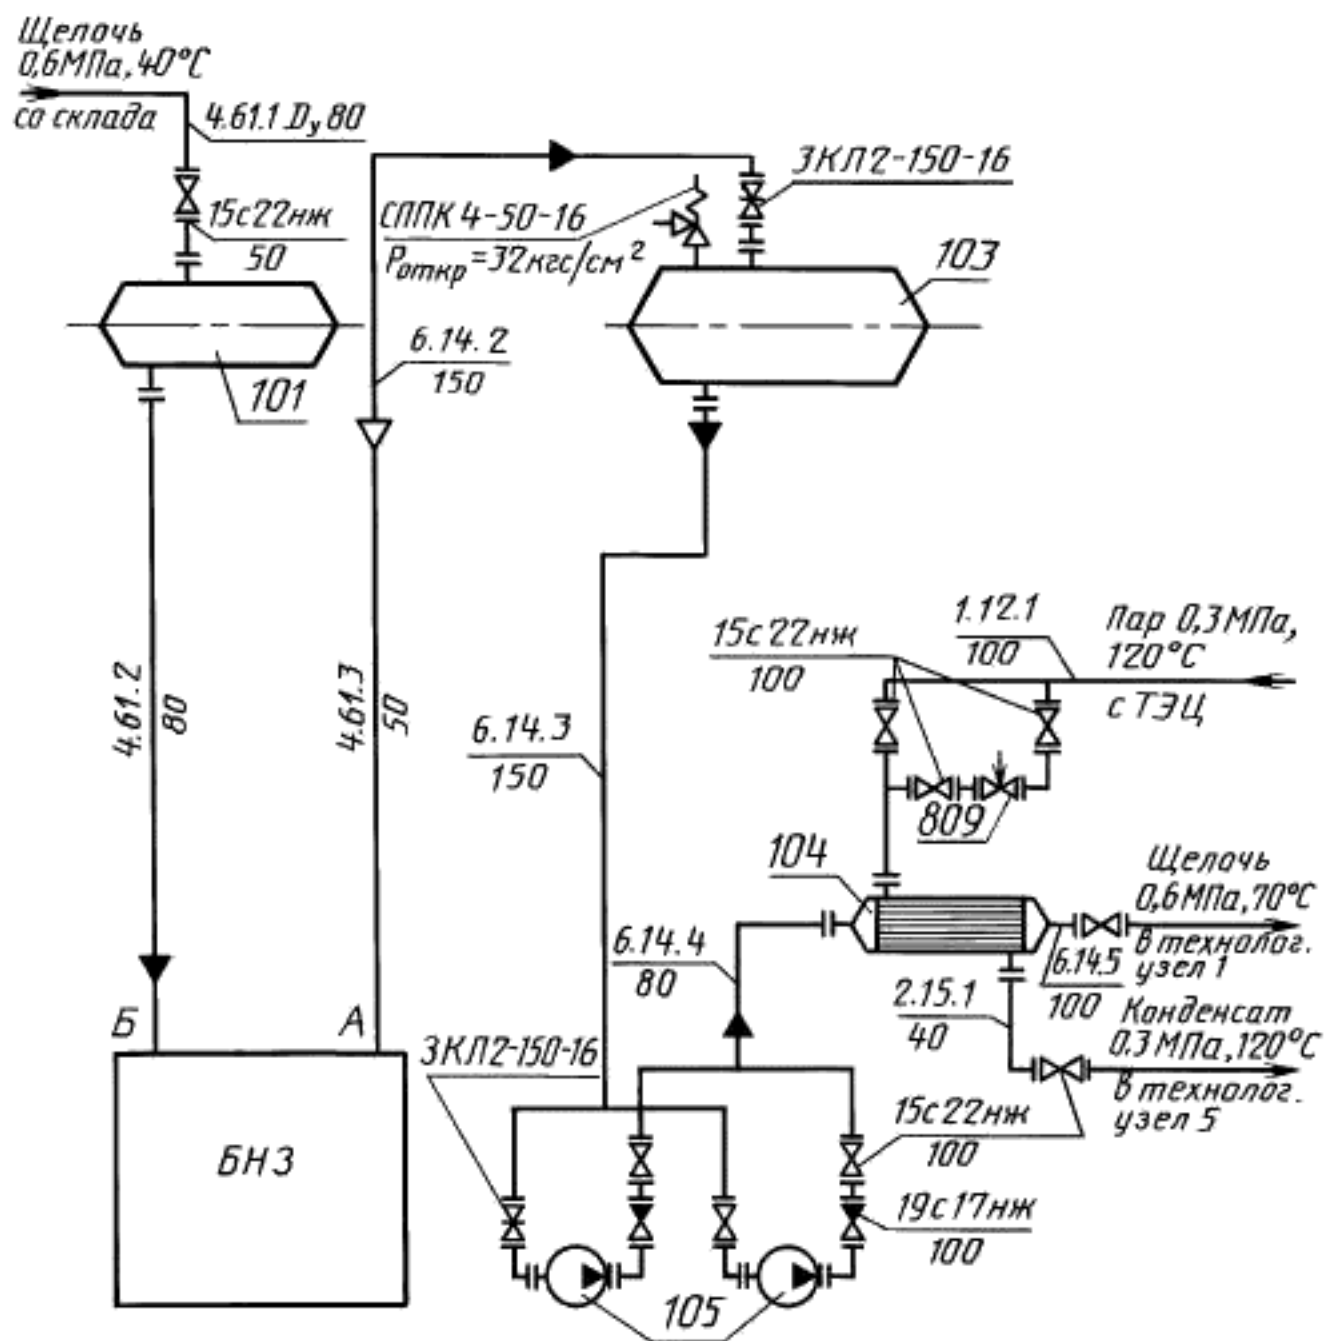 Щелочь
0,6МПа, 40°С
со склада
4.61.1 Dу 80
15с22нж
50
101
СППК 4-50-16
Pоткр=32кгс/см²
ЗКЛ2-150-16
103
6.14.2
150
4.61.2
80
4.61.3
50
6.14.3
150
15с22нж
100
1.12.1
100
Пар 0,3МПа,
120°С
с ТЭЦ
809
104
Щелочь
0,6МПа,70°С
в технолог.
узел 1
6.14.4
80
6.14.5
100
2.15.1
40
Конденсат
0.3 МПа,120°С
в технолог.
узел 5
Б
А
БНЗ
ЗКЛ2-150-16
15с22нж
100
19с17нж
100
105